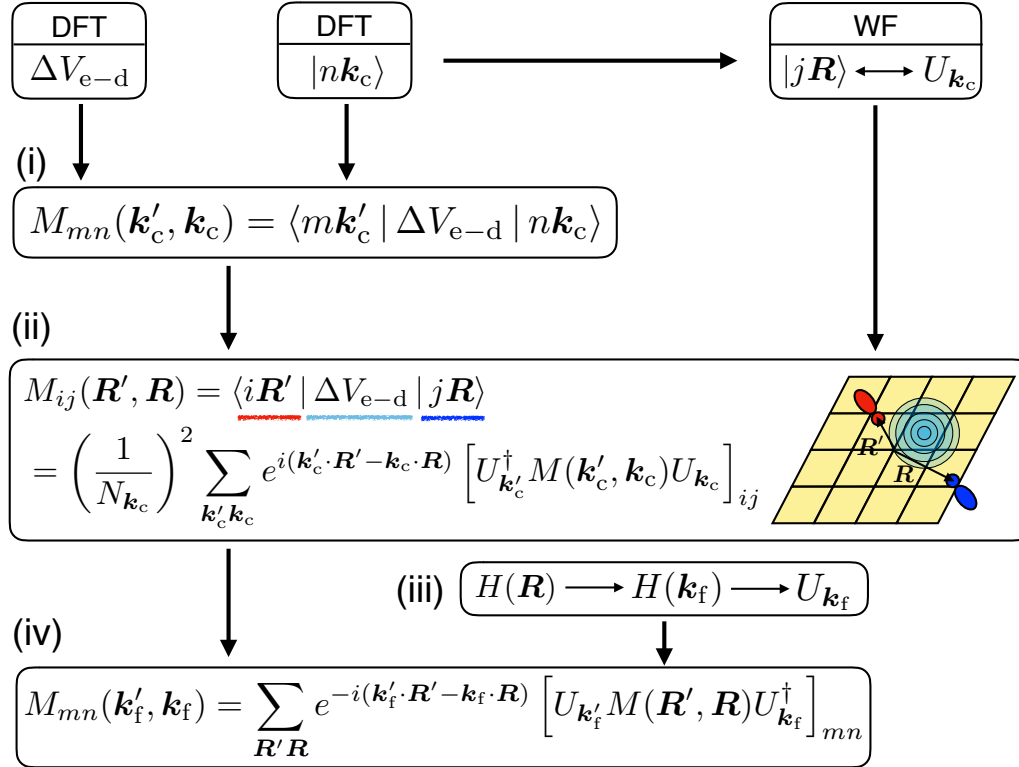 DFT
ΔV_{e−d}
DFT
|n𝒌_c⟩
WF
|j𝑹⟩ ⟷ U_{𝒌_c}
(i)
M_{mn}(𝒌′_c, 𝒌_c) = ⟨m𝒌′_c | ΔV_{e−d} | n𝒌_c⟩
(ii)
M_{ij}(𝑹′, 𝑹) = ⟨i𝑹′ | ΔV_{e−d} | j𝑹⟩
= (1/N_{𝒌_c})^2 ∑_{𝒌′_c 𝒌_c} e^{i(𝒌′_c·𝑹′−𝒌_c·𝑹)} [U^†_{𝒌′_c} M(𝒌′_c, 𝒌_c) U_{𝒌_c}]_{ij}
𝑹′
𝑹
(iii)
H(𝑹) ⟶ H(𝒌_f) ⟶ U_{𝒌_f}
(iv)
M_{mn}(𝒌′_f, 𝒌_f) = ∑_{𝑹′𝑹} e^{−i(𝒌′_f·𝑹′−𝒌_f·𝑹)} [U_{𝒌′_f} M(𝑹′, 𝑹) U^†_{𝒌_f}]_{mn}